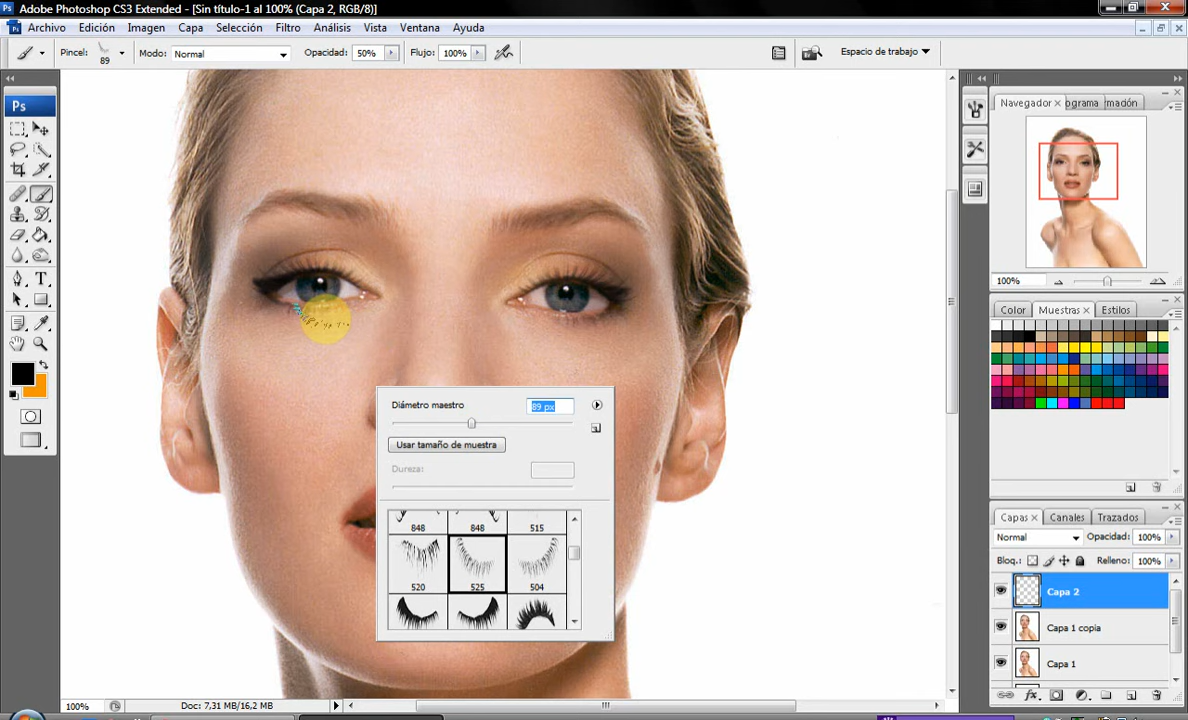 Ps Adobe Photoshop CS3 Extended - [Sin título-1 al 100% (Capa 2, RGB/8)]
Ps Archivo Edición Imagen Capa Selección Filtro Análisis Vista Ventana Ayuda
Pincel: 89 Modo: Normal Opacidad: 50% Flujo: 100% Espacio de trabajo
Ps
Navegador × ograma rmación
100%
Color Muestras × Estilos
Diámetro maestro 89 px
Usar tamaño de muestra
Dureza:
848 848 515
520 525 504
Capas × Canales Trazados
Normal Opacidad: 100%
Bloq.: Relleno: 100%
Capa 2
Capa 1 copia
Capa 1
100% Doc: 7,31 MB/16,2 MB